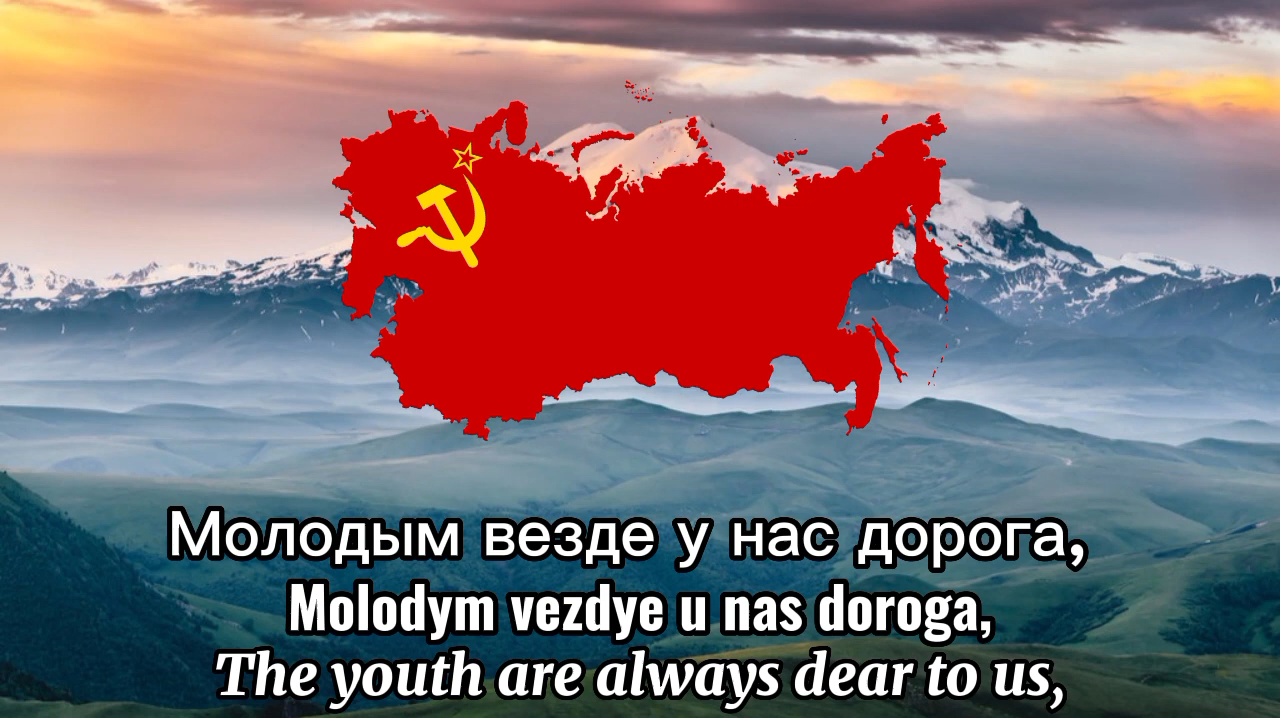 Молодым везде у нас дорога,
Molodym vezdye u nas doroga,
The youth are always dear to us,